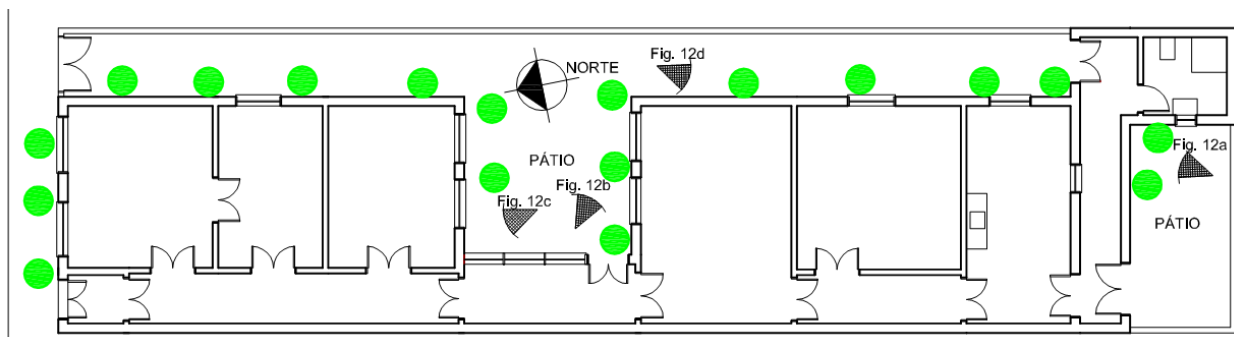 Fig. 12d
NORTE
PÁTIO
Fig. 12b
Fig. 12c
Fig. 12a
PÁTIO